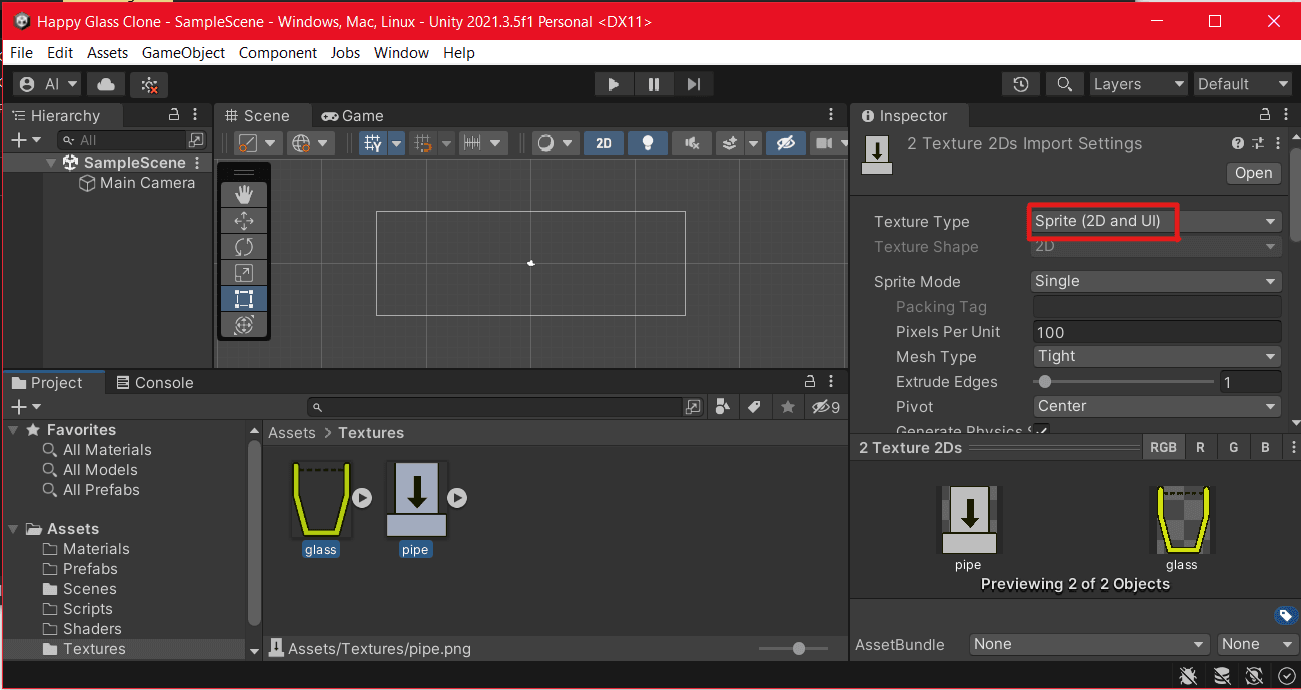 Happy Glass Clone - SampleScene - Windows, Mac, Linux - Unity 2021.3.5f1 Personal <DX11>
File Edit Assets GameObject Component Jobs Window Help
AI Layers Default
Hierarchy
All
SampleScene
Main Camera
Scene Game
2D
Inspector
2 Texture 2Ds Import Settings
Open
Texture Type Sprite (2D and UI)
Texture Shape 2D
Sprite Mode Single
Packing Tag
Pixels Per Unit 100
Mesh Type Tight
Extrude Edges 1
Pivot Center
Generate Physics S
Project Console
9
Favorites
All Materials
All Models
All Prefabs
Assets
Materials
Prefabs
Scenes
Scripts
Shaders
Textures
Assets > Textures
glass pipe
Assets/Textures/pipe.png
2 Texture 2Ds RGB R G B
pipe glass
Previewing 2 of 2 Objects
AssetBundle None None